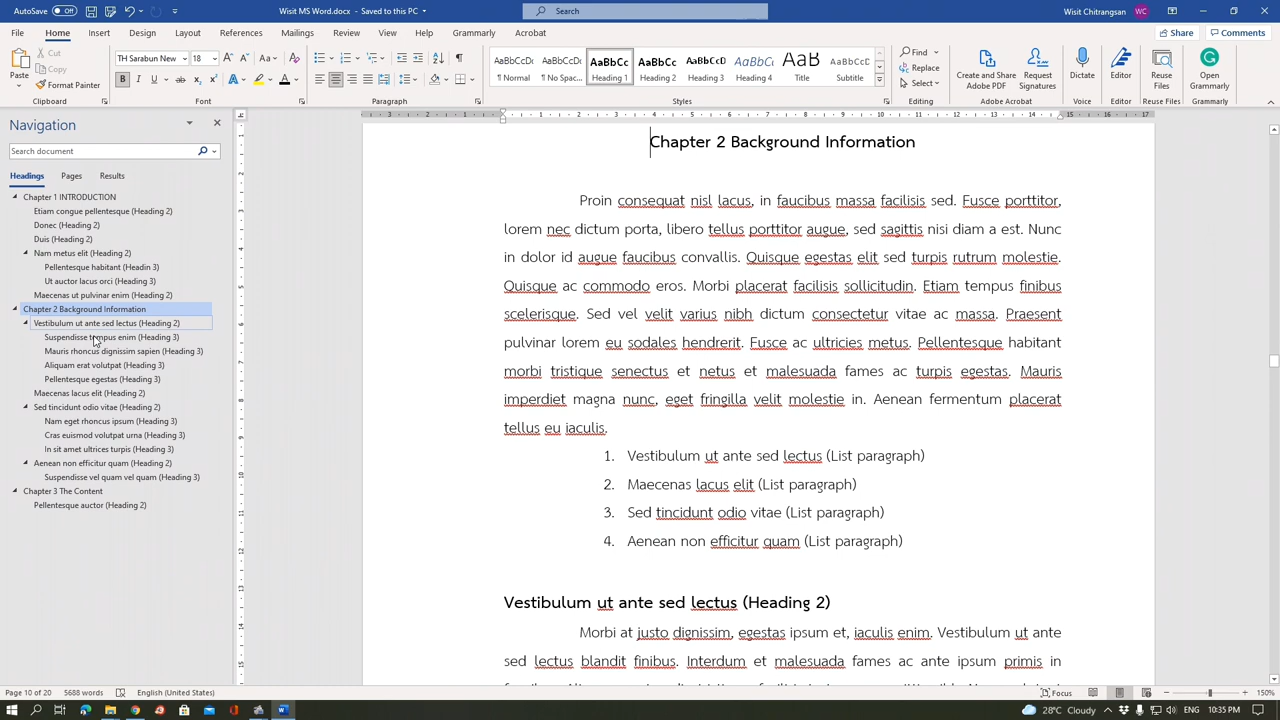 AutoSave On Visit MS Word.docx - Saved to this PC Search Visit Chitrangsan VC
File Home Insert Draw Design Layout References Mailings Review View Help Grammarly Acrobat Share Comments
Paste Cut Copy Format Painter
TH Sarabun New 18
AaBbCcDc AaBbCcDc AaBbCc AaBbCc AaBbCcD AaBbCcD AaB AaBbCcD
¶ Normal ¶ No Spac... Heading 1 Heading 2 Heading 3 Heading 4 Title Subtitle
Find Replace Select
Create and Share Adobe PDF Request Signatures Dictate Editor Reuse Files Open Grammarly
Clipboard Font Paragraph Styles Editing Adobe Acrobat Voice Editor Reuse Files Grammarly
Navigation
Search document
Headings Pages Results
Chapter 1 INTRODUCTION
Etiam congue pellentesque (Heading 2)
Donec (Heading 2)
Duis (Heading 2)
Nam metus elit (Heading 2)
Pellentesque habitant (Headin 3)
Ut auctor lacus orci (Heading 3)
Maecenas ut pulvinar enim (Heading 2)
Chapter 2 Background Information
Vestibulum ut ante sed lectus (Heading 2)
Suspendisse tempus enim (Heading 3)
Mauris rhoncus dignissim sapien (Heading 3)
Aliquam erat volutpat (Heading 3)
Pellentesque egestas (Heading 3)
Maecenas lacus elit (Heading 2)
Sed tincidunt odio vitae (Heading 2)
Nam eget rhoncus ipsum (Heading 3)
Cras euismod volutpat urna (Heading 3)
In sit amet ultrices turpis (Heading 3)
Aenean non efficitur quam (Heading 2)
Suspendisse vel quam vel quam (Heading 3)
Chapter 3 The Content
Pellentesque auctor (Heading 2)
Chapter 2 Background Information
Proin consequat nisl lacus, in faucibus massa facilisis sed. Fusce porttitor,
lorem nec dictum porta, libero tellus porttitor augue, sed sagittis nisi diam a est. Nunc
in dolor id augue faucibus convallis. Quisque egestas elit sed turpis rutrum molestie.
Quisque ac commodo eros. Morbi placerat facilisis sollicitudin. Etiam tempus finibus
scelerisque. Sed vel velit varius nibh dictum consectetur vitae ac massa. Praesent
pulvinar lorem eu sodales hendrerit. Fusce ac ultricies metus. Pellentesque habitant
morbi tristique senectus et netus et malesuada fames ac turpis egestas. Mauris
imperdiet magna nunc, eget fringilla velit molestie in. Aenean fermentum placerat
tellus eu iaculis.
1. Vestibulum ut ante sed lectus (List paragraph)
2. Maecenas lacus elit (List paragraph)
3. Sed tincidunt odio vitae (List paragraph)
4. Aenean non efficitur quam (List paragraph)
Vestibulum ut ante sed lectus (Heading 2)
Morbi at justo dignissim, egestas ipsum et, iaculis enim. Vestibulum ut ante
sed lectus blandit finibus. Interdum et malesuada fames ac ante ipsum primis in
Page 10 of 20 5688 words English (United States) Focus 150%
28°C Cloudy ENG 10:35 PM